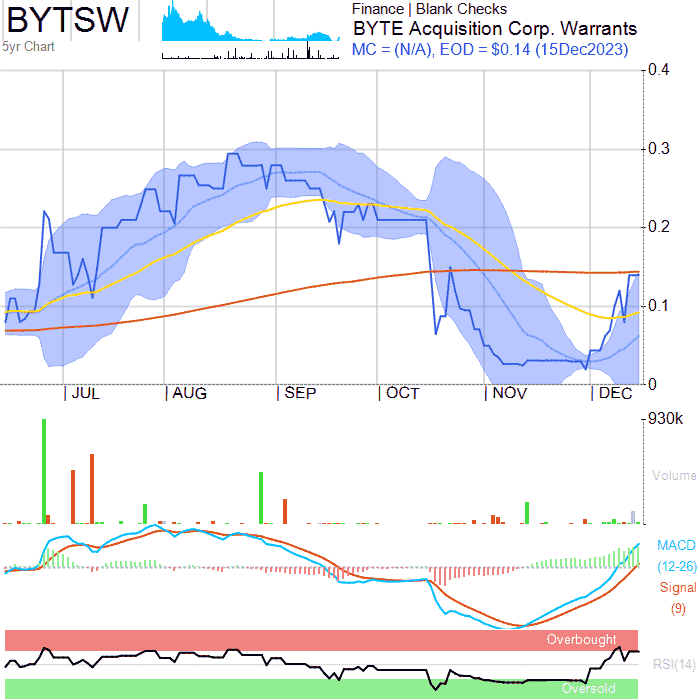 BYTSW
5yr Chart
Finance | Blank Checks
BYTE Acquisition Corp. Warrants
MC = (N/A), EOD = $0.14 (15Dec2023)
0.4
0.3
0.2
0.1
0
JUL
AUG
SEP
OCT
NOV
DEC
930k
Volume
MACD
(12-26)
Signal
(9)
Overbought
RSI(14)
Oversold